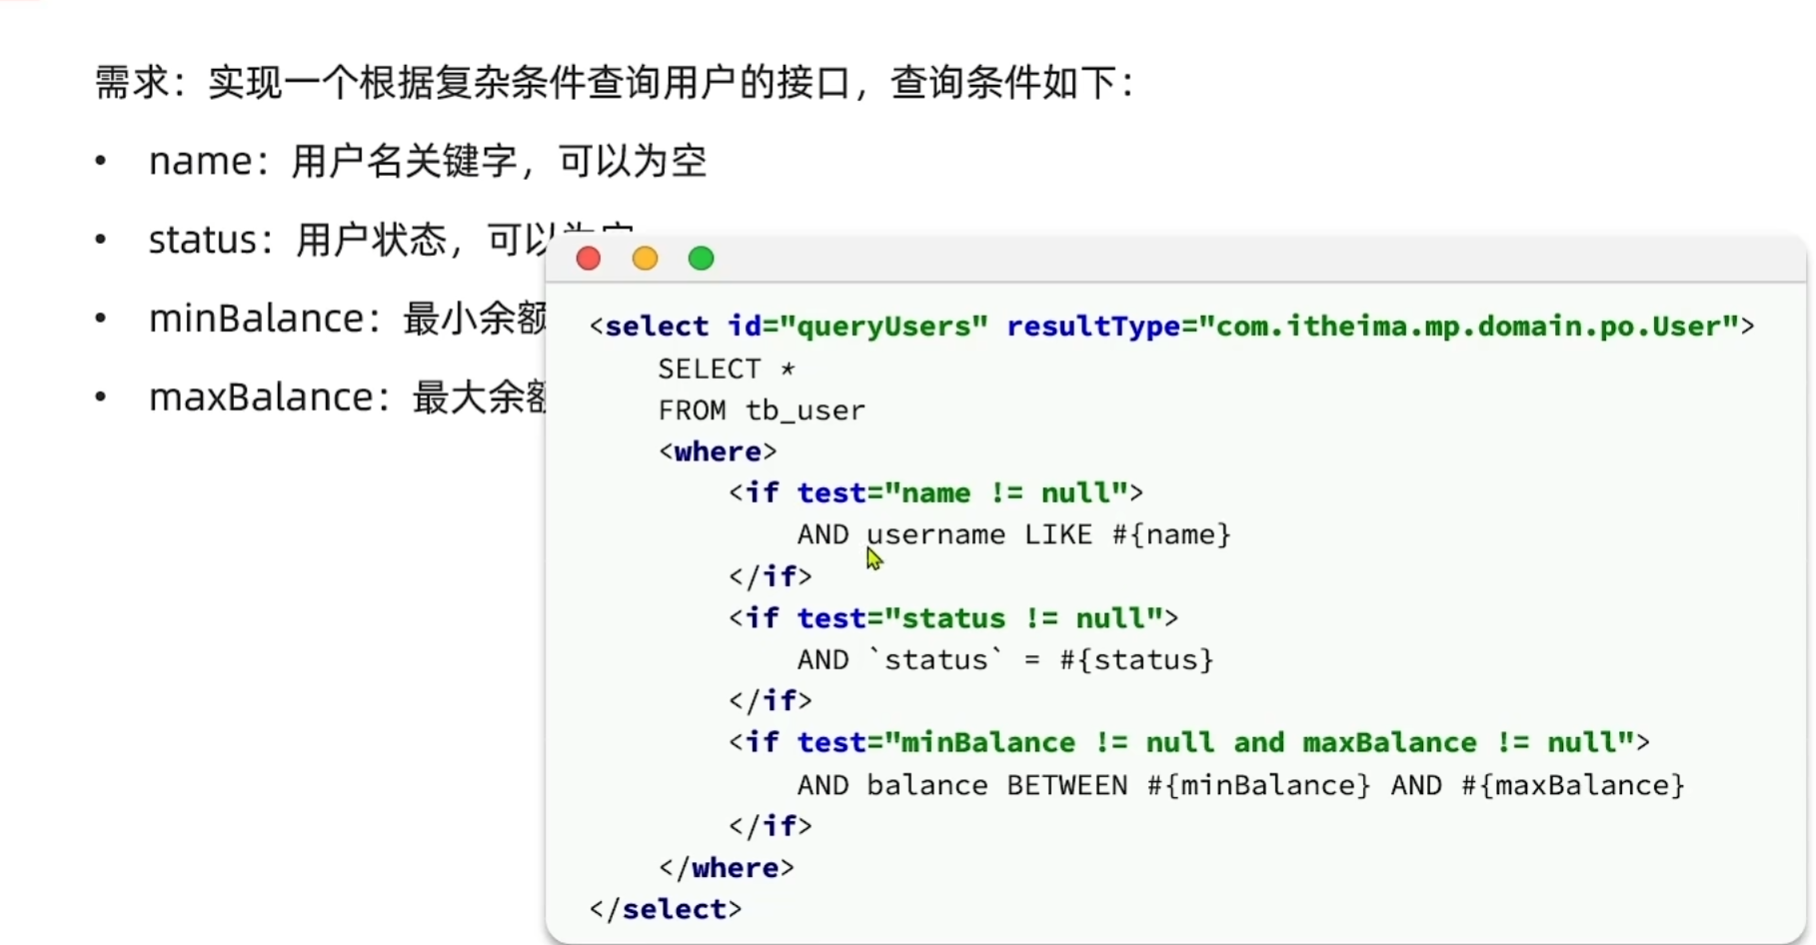 需求：实现一个根据复杂条件查询用户的接口，查询条件如下：
• name：用户名关键字，可以为空
• status：用户状态，可以
• minBalance：最小余额
• maxBalance：最大余额
<select id="queryUsers" resultType="com.itheima.mp.domain.po.User">
SELECT *
FROM tb_user
<where>
<if test="name != null">
AND username LIKE #{name}
</if>
<if test="status != null">
AND `status` = #{status}
</if>
<if test="minBalance != null and maxBalance != null">
AND balance BETWEEN #{minBalance} AND #{maxBalance}
</if>
</where>
</select>